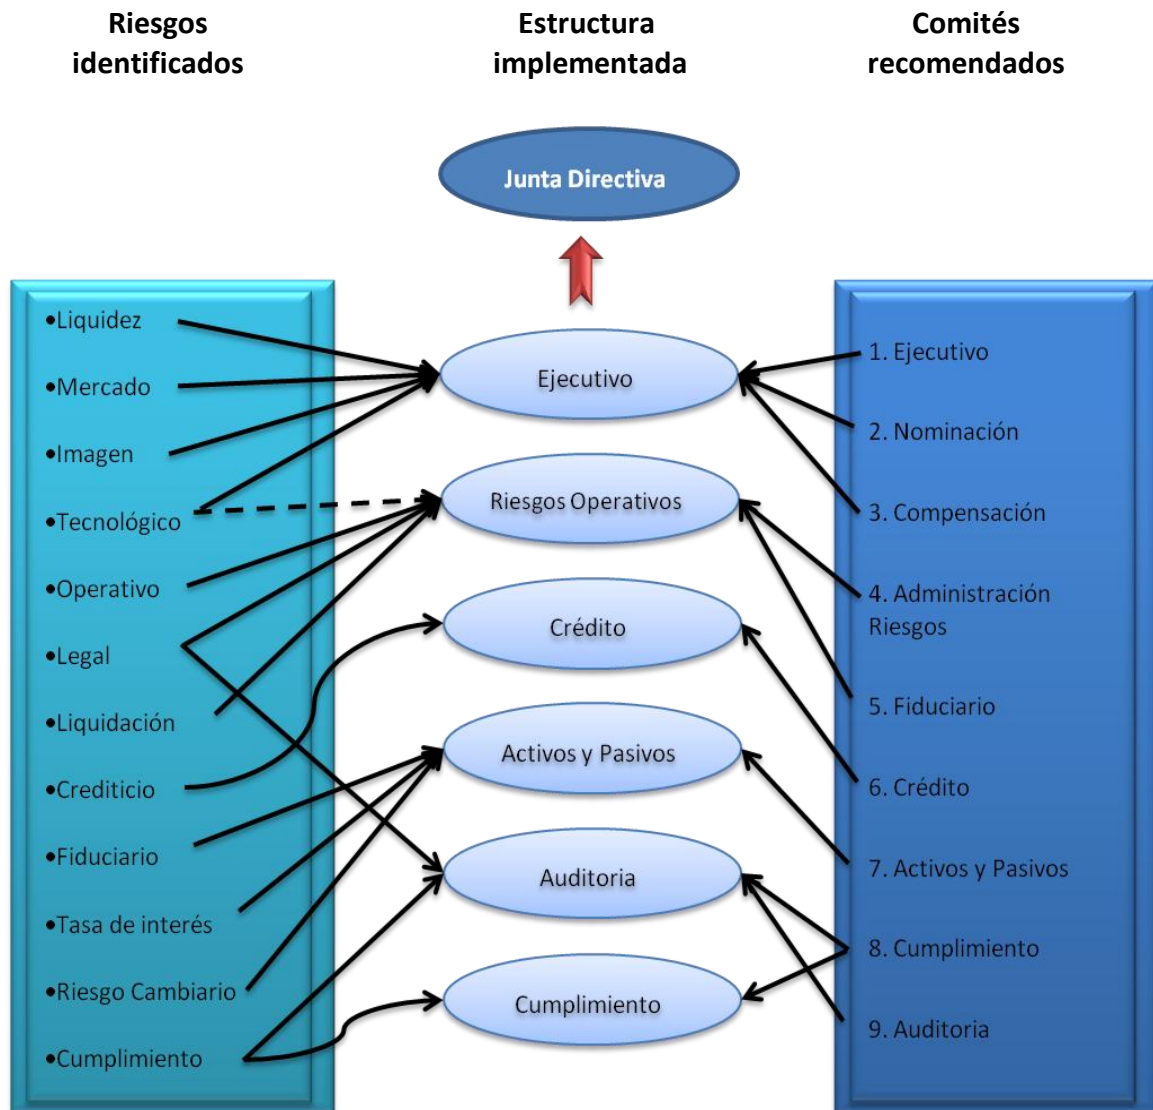 Riesgos
identificados
Estructura
implementada
Comités
recomendados
Junta Directiva
•Liquidez
•Mercado
•Imagen
•Tecnológico
•Operativo
•Legal
•Liquidación
•Crediticio
•Fiduciario
•Tasa de interés
•Riesgo Cambiario
•Cumplimiento
Ejecutivo
Riesgos Operativos
Crédito
Activos y Pasivos
Auditoria
Cumplimiento
1. Ejecutivo
2. Nominación
3. Compensación
4. Administración
Riesgos
5. Fiduciario
6. Crédito
7. Activos y Pasivos
8. Cumplimiento
9. Auditoria